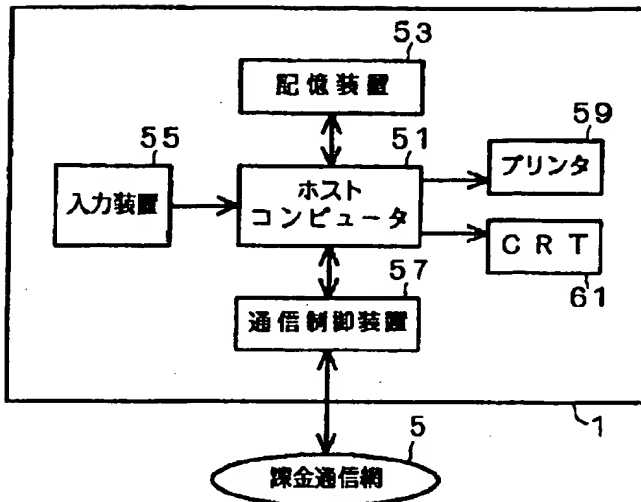 53
記憶装置
55
51
59
入力装置
ホスト
コンピュータ
プリンタ
CRT
57
61
通信制御装置
1
5
課金通信網